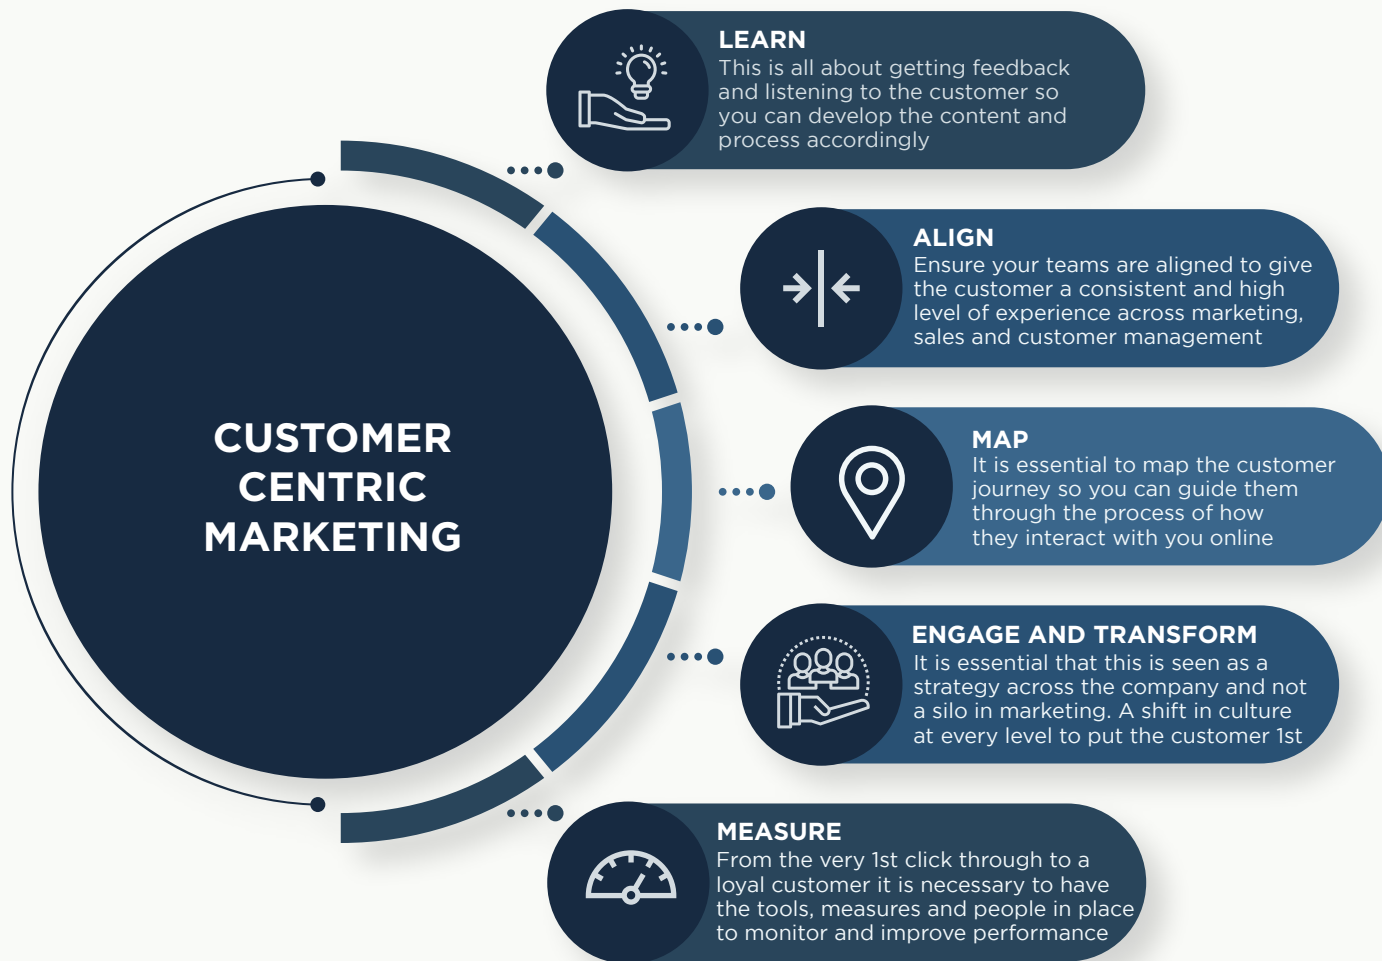 CUSTOMER
CENTRIC
MARKETING
LEARN
This is all about getting feedback
and listening to the customer so
you can develop the content and
process accordingly
ALIGN
Ensure your teams are aligned to give
the customer a consistent and high
level of experience across marketing,
sales and customer management
MAP
It is essential to map the customer
journey so you can guide them
through the process of how
they interact with you online
ENGAGE AND TRANSFORM
It is essential that this is seen as a
strategy across the company and not
a silo in marketing. A shift in culture
at every level to put the customer 1st
MEASURE
From the very 1st click through to a
loyal customer it is necessary to have
the tools, measures and people in place
to monitor and improve performance